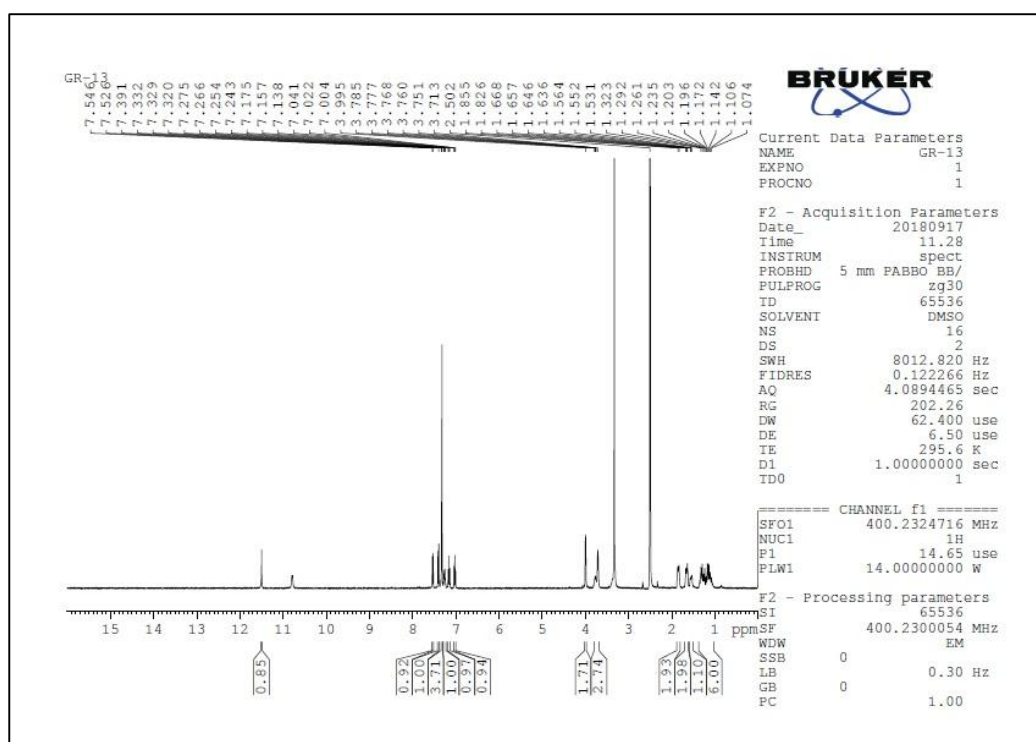 GR-13
7.546
7.526
7.391
7.332
7.329
7.320
7.275
7.266
7.254
7.243
7.175
7.157
7.138
7.041
7.022
7.004
3.995
3.785
3.777
3.768
3.760
3.751
3.713
2.502
1.855
1.826
1.668
1.657
1.646
1.636
1.564
1.552
1.531
1.323
1.292
1.261
1.235
1.203
1.196
1.172
1.142
1.106
1.074
BRUKER
Current Data Parameters
NAME GR-13
EXPNO 1
PROCNO 1
F2 - Acquisition Parameters
Date_ 20180917
Time 11.28
INSTRUM spect
PROBHD 5 mm PABBO BB/
PULPROG zg30
TD 65536
SOLVENT DMSO
NS 16
DS 2
SWH 8012.820 Hz
FIDRES 0.122266 Hz
AQ 4.0894465 sec
RG 202.26
DW 62.400 use
DE 6.50 use
TE 295.6 K
D1 1.00000000 sec
TD0 1
======== CHANNEL f1 =======
SFO1 400.2324716 MHz
NUC1 1H
P1 14.65 use
PLW1 14.00000000 W
F2 - Processing parameters
SI 65536
SF 400.2300054 MHz
WDW EM
SSB 0
LB 0.30 Hz
GB 0
PC 1.00
15 14 13 12 11 10 9 8 7 6 5 4 3 2 1 ppm
0.85
0.92
1.00
3.71
1.00
0.97
0.94
1.71
2.74
1.93
1.98
1.10
6.00